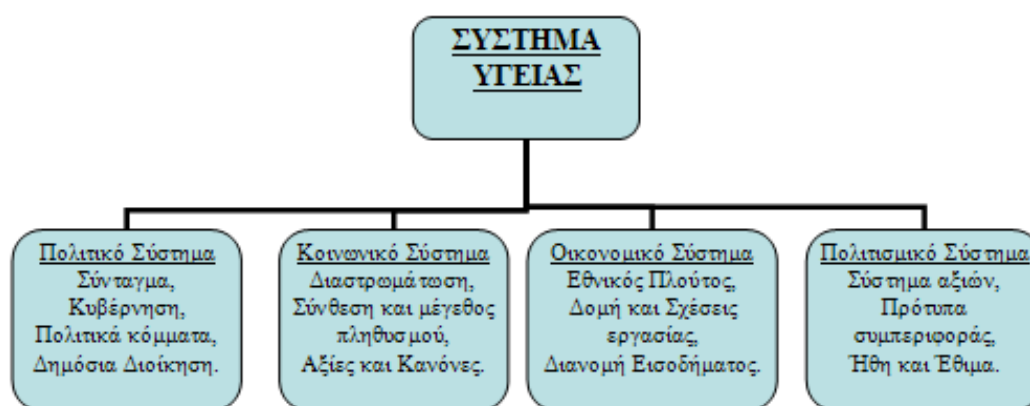 ΣΥΣΤΗΜΑ
ΥΓΕΙΑΣ
Πολιτικό Σύστημα
Σύνταγμα,
Κυβέρνηση,
Πολιτικά κόμματα,
Δημόσια Διοίκηση.
Κοινωνικό Σύστημα
Διαστρωμάτωση,
Σύνθεση και μέγεθος
πληθυσμού,
Αξίες και Κανόνες.
Οικονομικό Σύστημα
Εθνικός Πλούτος,
Δομή και Σχέσεις
εργασίας,
Διανομή Εισοδήματος.
Πολιτισμικό Σύστημα
Σύστημα αξιών,
Πρότυπα
συμπεριφοράς,
Ήθη και Έθιμα.